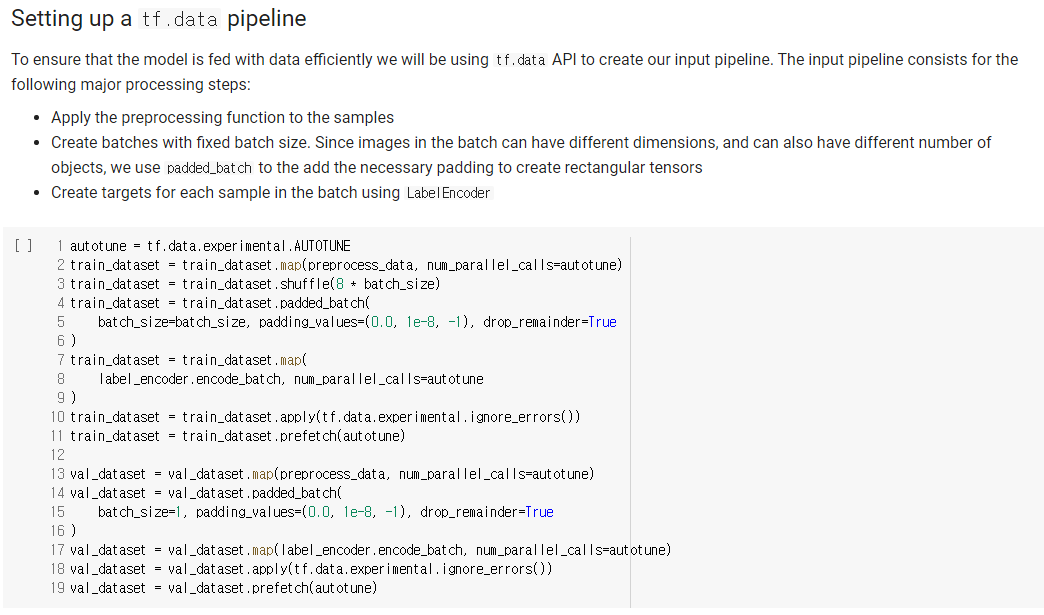 Setting up a tf.data pipeline
To ensure that the model is fed with data efficiently we will be using tf.data API to create our input pipeline. The input pipeline consists for the
following major processing steps:
• Apply the preprocessing function to the samples
• Create batches with fixed batch size. Since images in the batch can have different dimensions, and can also have different number of
objects, we use padded_batch to the add the necessary padding to create rectangular tensors
• Create targets for each sample in the batch using LabelEncoder
[ ] 1 autotune = tf.data.experimental.AUTOTUNE
2 train_dataset = train_dataset.map(preprocess_data, num_parallel_calls=autotune)
3 train_dataset = train_dataset.shuffle(8 * batch_size)
4 train_dataset = train_dataset.padded_batch(
5     batch_size=batch_size, padding_values=(0.0, 1e-8, -1), drop_remainder=True
6 )
7 train_dataset = train_dataset.map(
8     label_encoder.encode_batch, num_parallel_calls=autotune
9 )
10 train_dataset = train_dataset.apply(tf.data.experimental.ignore_errors())
11 train_dataset = train_dataset.prefetch(autotune)
12
13 val_dataset = val_dataset.map(preprocess_data, num_parallel_calls=autotune)
14 val_dataset = val_dataset.padded_batch(
15     batch_size=1, padding_values=(0.0, 1e-8, -1), drop_remainder=True
16 )
17 val_dataset = val_dataset.map(label_encoder.encode_batch, num_parallel_calls=autotune)
18 val_dataset = val_dataset.apply(tf.data.experimental.ignore_errors())
19 val_dataset = val_dataset.prefetch(autotune)